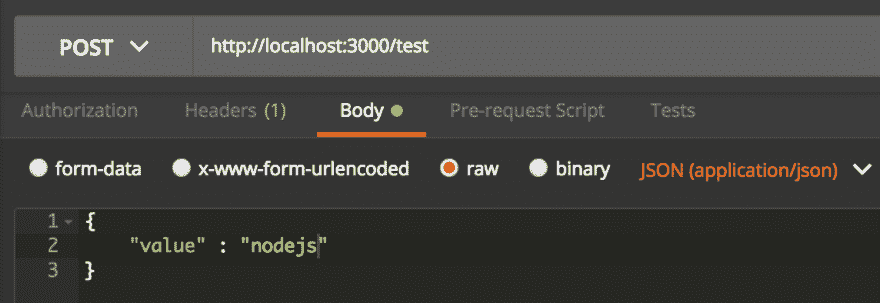 POST http://localhost:3000/test
Authorization Headers (1) Body Pre-request Script Tests
form-data x-www-form-urlencoded raw binary JSON (application/json)
1 {
2 "value" : "nodejs"
3 }